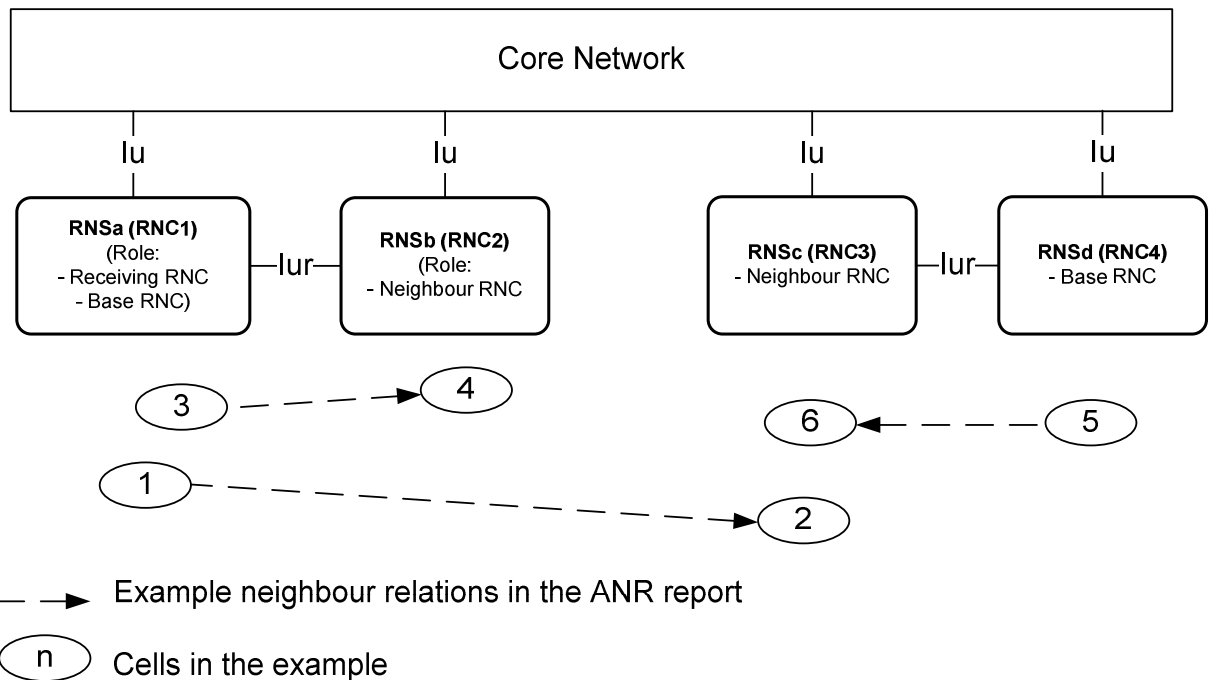 Core Network
Iu
Iu
Iu
Iu
RNSa (RNC1)
(Role:
- Receiving RNC
- Base RNC)
Iur
RNSb (RNC2)
(Role:
- Neighbour RNC
RNSc (RNC3)
- Neighbour RNC
Iur
RNSd (RNC4)
- Base RNC
3
4
6
5
1
2
Example neighbour relations in the ANR report
n
Cells in the example